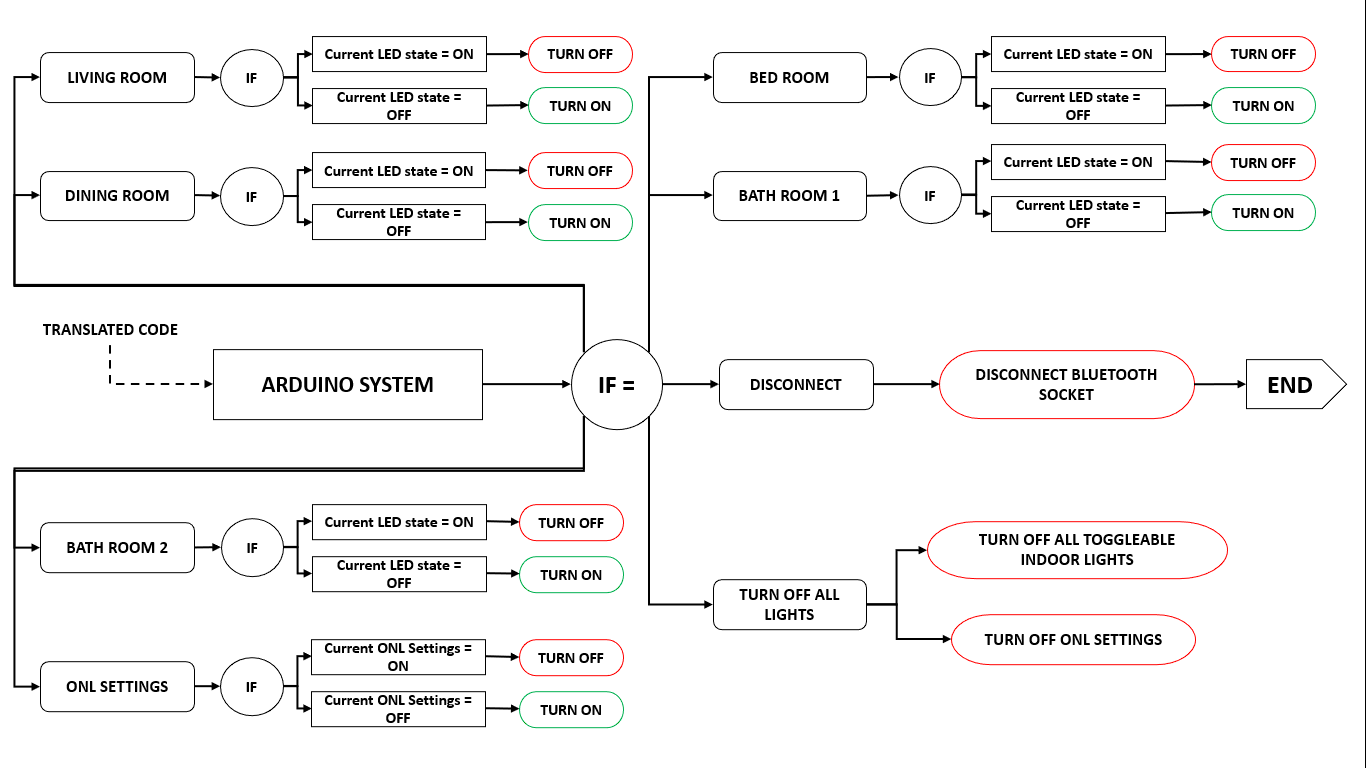 LIVING ROOM
IF
Current LED state = ON
TURN OFF
Current LED state =
OFF
TURN ON
DINING ROOM
IF
Current LED state = ON
TURN OFF
Current LED state =
OFF
TURN ON
BED ROOM
IF
Current LED state = ON
TURN OFF
Current LED state =
OFF
TURN ON
BATH ROOM 1
IF
Current LED state = ON
TURN OFF
Current LED state =
OFF
TURN ON
TRANSLATED CODE
ARDUINO SYSTEM
IF =
DISCONNECT
DISCONNECT BLUETOOTH
SOCKET
END
BATH ROOM 2
IF
Current LED state = ON
TURN OFF
Current LED state =
OFF
TURN ON
ONL SETTINGS
IF
Current ONL Settings =
ON
TURN OFF
Current ONL Settings =
OFF
TURN ON
TURN OFF ALL
LIGHTS
TURN OFF ALL TOGGLEABLE
INDOOR LIGHTS
TURN OFF ONL SETTINGS